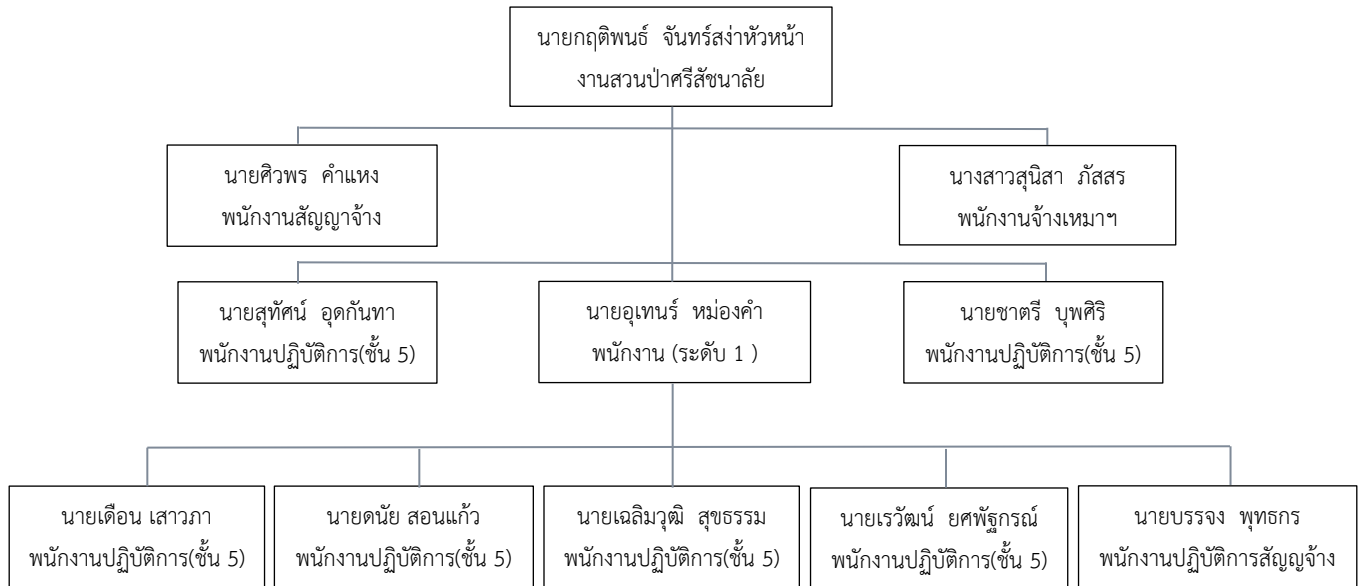 นายกฤติพนธ์ จันทร์สง่าหัวหน้า
งานสวนป่าศรีสัชนาลัย
นายศิวพร คำแหง
พนักงานสัญญาจ้าง
นางสาวสุนิสา ภัสสร
พนักงานจ้างเหมาฯ
นายสุทัศน์ อุดกันทา
พนักงานปฏิบัติการ(ชั้น 5)
นายอุเทนร์ หม่องคำ
พนักงาน (ระดับ 1 )
นายชาตรี บุพศิริ
พนักงานปฏิบัติการ(ชั้น 5)
นายเดือน เสาวภา
พนักงานปฏิบัติการ(ชั้น 5)
นายดนัย สอนแก้ว
พนักงานปฏิบัติการ(ชั้น 5)
นายเฉลิมวุฒิ สุขธรรม
พนักงานปฏิบัติการ(ชั้น 5)
นายเรวัฒน์ ยศพัฐกรณ์
พนักงานปฏิบัติการ(ชั้น 5)
นายบรรจง พุทธกร
พนักงานปฏิบัติการสัญญจ้าง